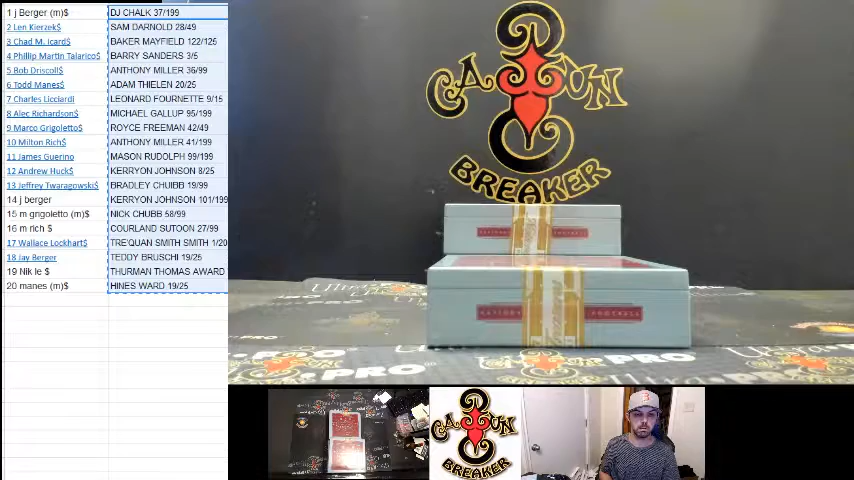 1 j Berger (m)$ DJ CHALK 37/199
2 Len Kierzek$ SAM DARNOLD 28/49
3 Chad M. Icard$ BAKER MAYFIELD 122/125
4 Phillip Martin Talarico$ BARRY SANDERS 3/5
5 Bob Driscoll$ ANTHONY MILLER 36/99
6 Todd Manes$ ADAM THIELEN 20/25
7 Charles Licciardi LEONARD FOURNETTE 9/15
8 Alec Richardson$ MICHAEL GALLUP 95/199
9 Marco Grigoletto$ ROYCE FREEMAN 42/49
10 Milton Rich$ ANTHONY MILLER 41/199
11 James Guerino MASON RUDOLPH 99/199
12 Andrew Huck$ KERRYON JOHNSON 8/25
13 Jeffrey Twaragowski$ BRADLEY CHUIBB 19/99
14 j berger KERRYON JOHNSON 101/199
15 m grigoletto (m)$ NICK CHUBB 58/99
16 m rich $ COURLAND SUTOON 27/99
17 Wallace Lockhart$ TRE'QUAN SMITH SMITH 1/20
18 Jay Berger TEDDY BRUSCHI 19/25
19 Nik le $ THURMAN THOMAS AWARD
20 manes (m)$ HINES WARD 19/25
CAJUN
BREAKER
FOOTBALL
FOOTBALL
PRO
PRO
CAJUN
BREAKER